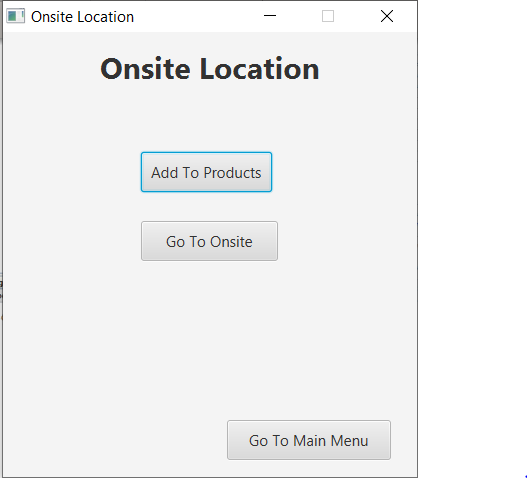 Onsite Location
Onsite Location
Add To Products
Go To Onsite
Go To Main Menu